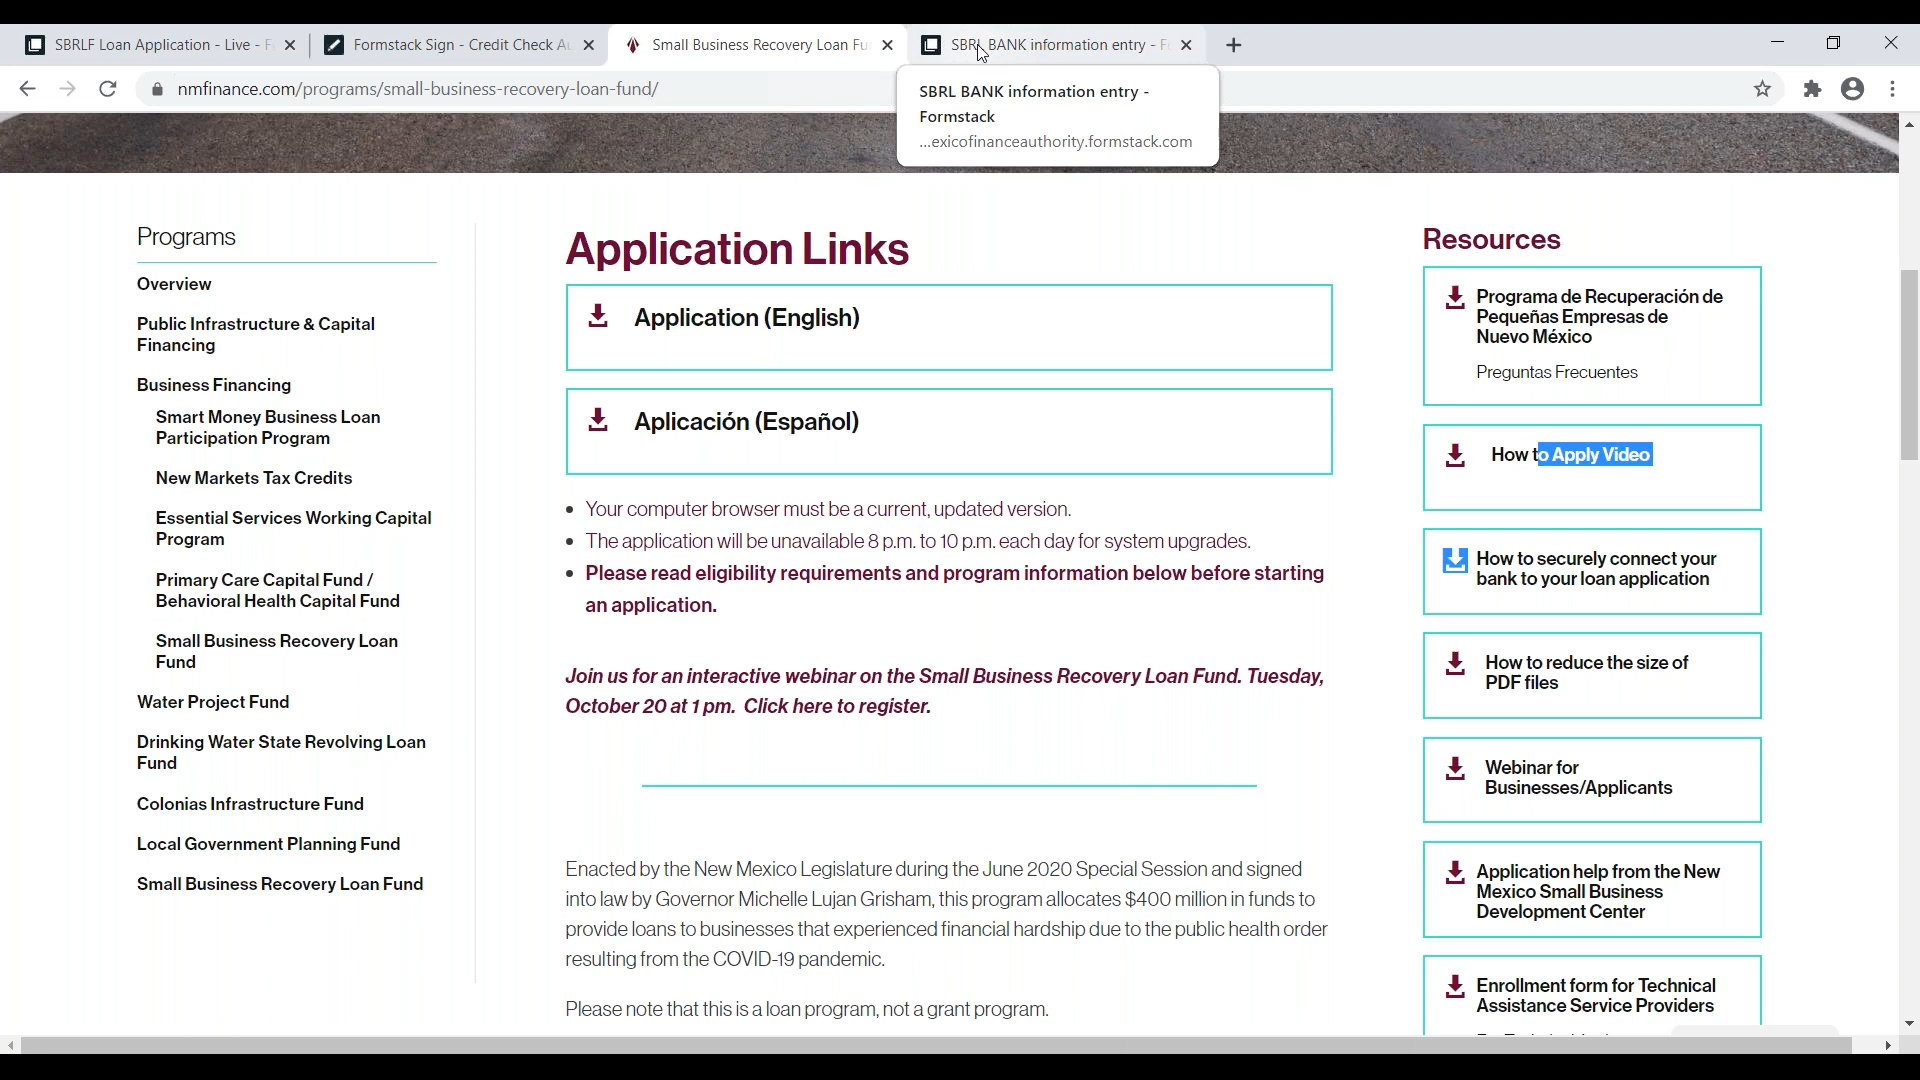 SBRLF Loan Application - Live - F
Formstack Sign - Credit Check Au
Small Business Recovery Loan Fu
SBRL BANK information entry - Fo
nmfinance.com/programs/small-business-recovery-loan-fund/
SBRL BANK information entry -
Formstack
...exicofinanceauthority.formstack.com
Programs
Overview
Public Infrastructure & Capital
Financing
Business Financing
Smart Money Business Loan
Participation Program
New Markets Tax Credits
Essential Services Working Capital
Program
Primary Care Capital Fund /
Behavioral Health Capital Fund
Small Business Recovery Loan
Fund
Water Project Fund
Drinking Water State Revolving Loan
Fund
Colonias Infrastructure Fund
Local Government Planning Fund
Small Business Recovery Loan Fund
Application Links
Application (English)
Aplicación (Español)
• Your computer browser must be a current, updated version.
• The application will be unavailable 8 p.m. to 10 p.m. each day for system upgrades.
• Please read eligibility requirements and program information below before starting
an application.
Join us for an interactive webinar on the Small Business Recovery Loan Fund. Tuesday,
October 20 at 1 pm. Click here to register.
Enacted by the New Mexico Legislature during the June 2020 Special Session and signed
into law by Governor Michelle Lujan Grisham, this program allocates $400 million in funds to
provide loans to businesses that experienced financial hardship due to the public health order
resulting from the COVID-19 pandemic.
Please note that this is a loan program, not a grant program.
Resources
Programa de Recuperación de
Pequeñas Empresas de
Nuevo México
Preguntas Frecuentes
How to Apply Video
How to securely connect your
bank to your loan application
How to reduce the size of
PDF files
Webinar for
Businesses/Applicants
Application help from the New
Mexico Small Business
Development Center
Enrollment form for Technical
Assistance Service Providers